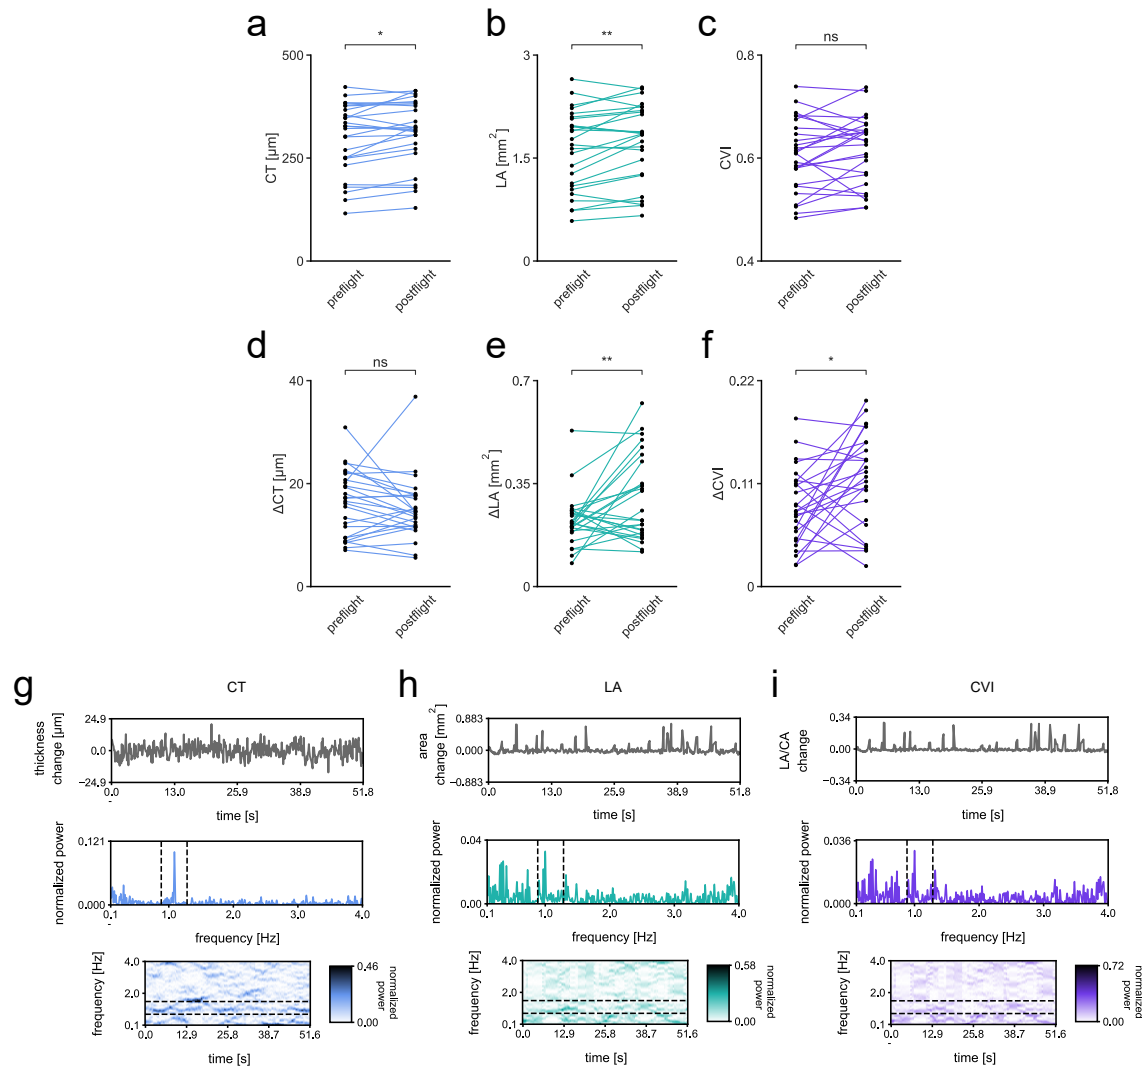 a
*
500
250
0
CT [µm]
preflight
postflight
b
**
3
1.5
0
LA [mm²]
preflight
postflight
c
ns
0.8
0.6
0.4
CVI
preflight
postflight
d
ns
40
20
0
ΔCT [µm]
preflight
postflight
e
**
0.7
0.35
0
ΔLA [mm²]
preflight
postflight
f
*
0.22
0.11
0
ΔCVI
preflight
postflight
g
CT
thickness
change [µm]
24.9
0.0
−24.9
0.0
13.0
25.9
38.9
51.8
time [s]
normalized power
0.121
0.000
0.1
1.0
2.0
3.0
4.0
frequency [Hz]
frequency [Hz]
4.0
2.0
0.1
0.0
12.9
25.8
38.7
51.6
time [s]
0.46
0.00
normalized
power
h
LA
area
change [mm²]
0.883
0.000
−0.883
0.0
13.0
25.9
38.9
51.8
time [s]
normalized power
0.04
0.00
0.1
1.0
2.0
3.0
4.0
frequency [Hz]
frequency [Hz]
4.0
2.0
0.1
0.0
12.9
25.8
38.7
51.6
time [s]
0.58
0.00
normalized
power
i
CVI
LA/CA
change
0.34
0.00
−0.34
0.0
13.0
25.9
38.9
51.8
time [s]
normalized power
0.036
0.000
0.1
1.0
2.0
3.0
4.0
frequency [Hz]
frequency [Hz]
4.0
2.0
0.1
0.0
12.9
25.8
38.7
51.6
time [s]
0.72
0.00
normalized
power